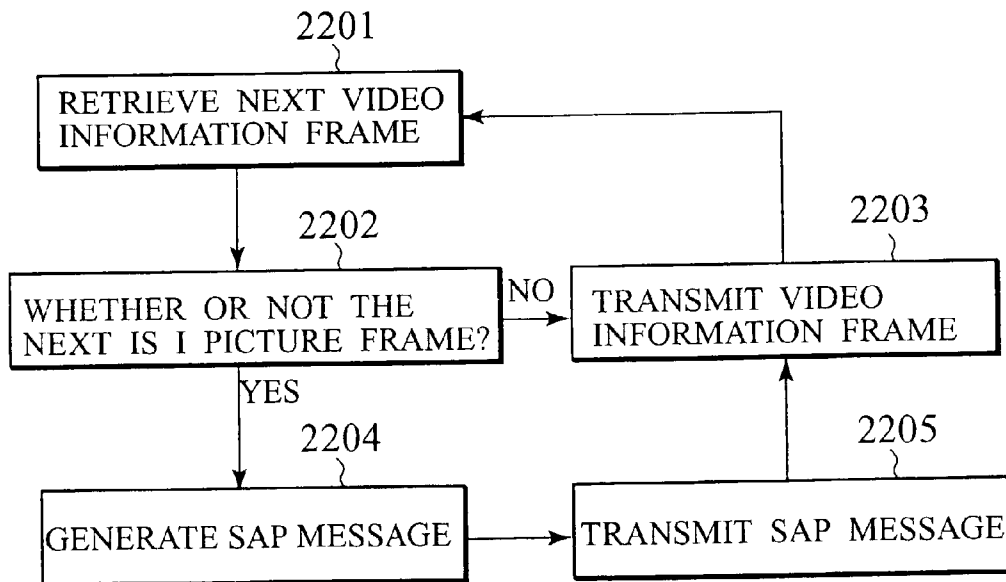 2201
RETRIEVE NEXT VIDEO
INFORMATION FRAME
2202
WHETHER OR NOT THE
NEXT IS I PICTURE FRAME?
NO
2203
TRANSMIT VIDEO
INFORMATION FRAME
YES
2204
GENERATE SAP MESSAGE
2205
TRANSMIT SAP MESSAGE